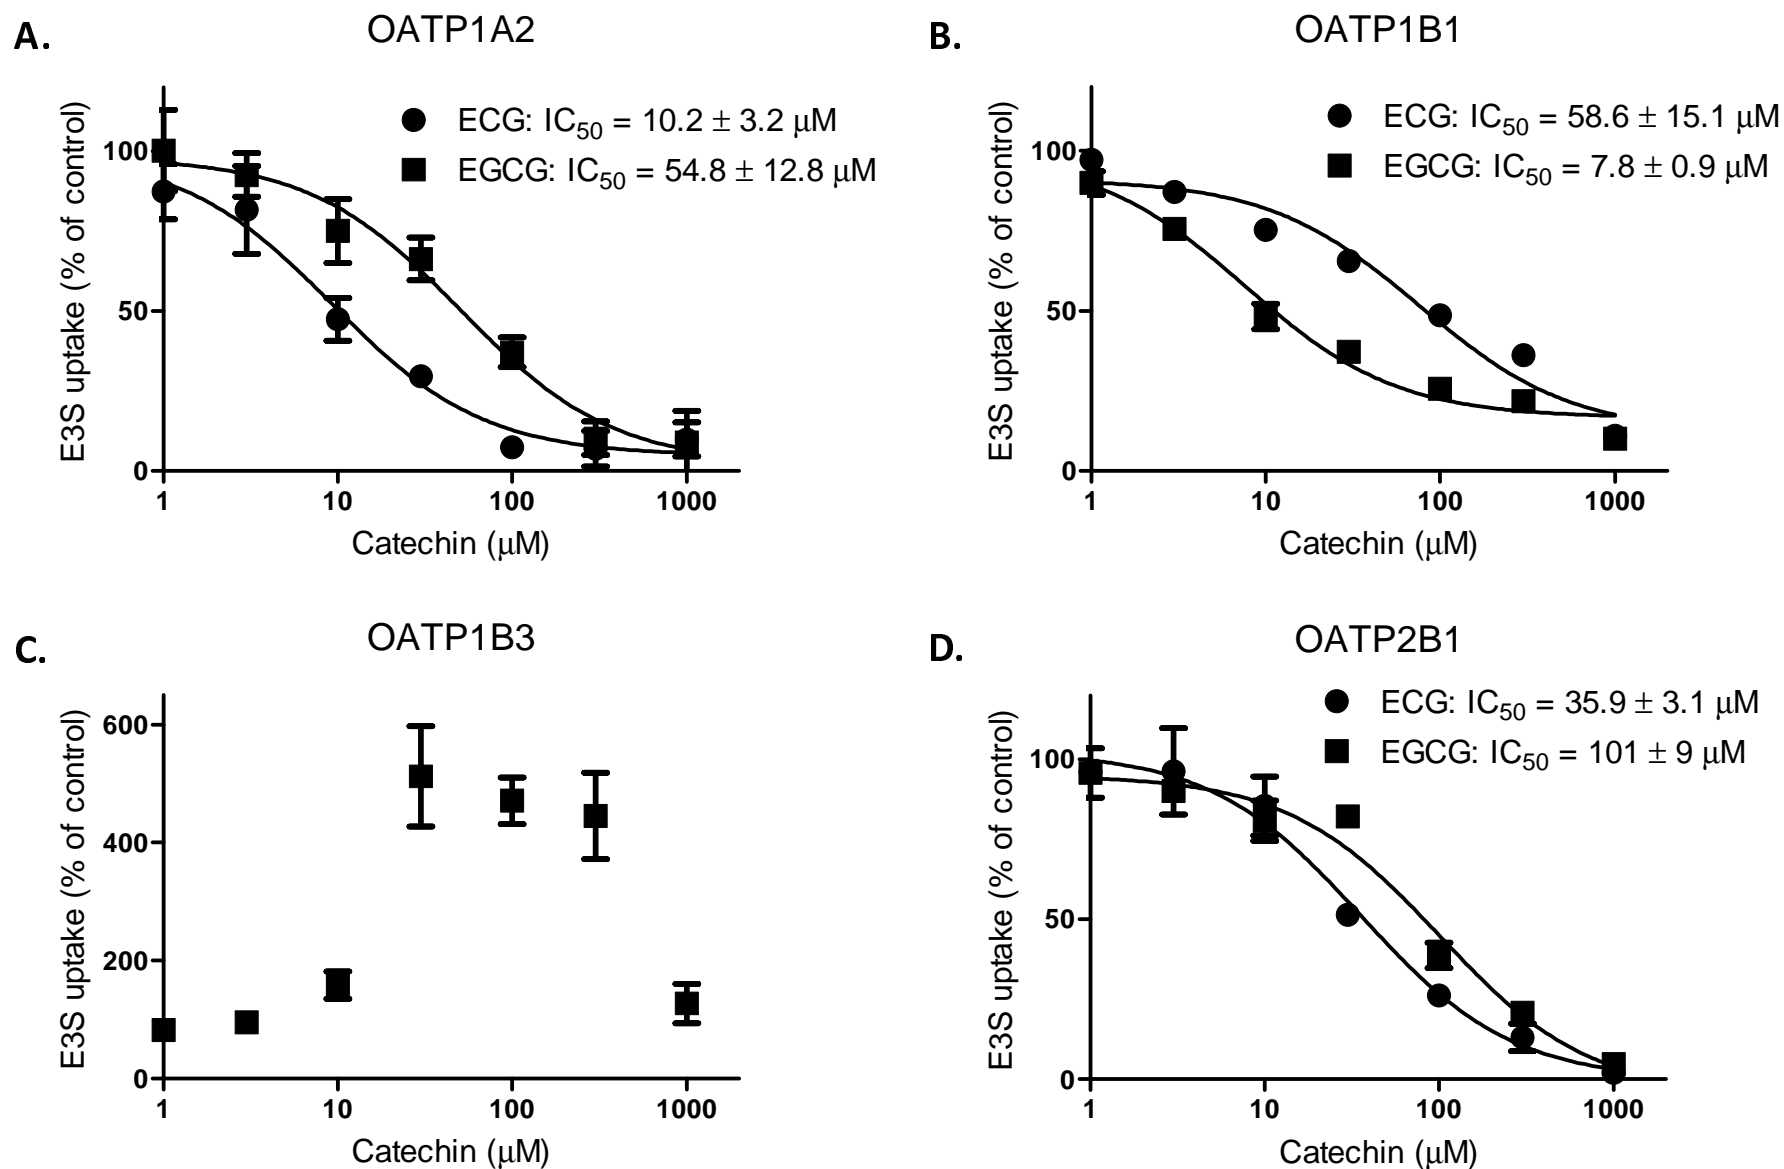 A.
OATP1A2
ECG: IC50 = 10.2 ± 3.2 μM
EGCG: IC50 = 54.8 ± 12.8 μM
E3S uptake (% of control)
100
50
0
1 10 100 1000
Catechin (μM)
B.
OATP1B1
ECG: IC50 = 58.6 ± 15.1 μM
EGCG: IC50 = 7.8 ± 0.9 μM
E3S uptake (% of control)
100
50
0
1 10 100 1000
Catechin (μM)
C.
OATP1B3
E3S uptake (% of control)
600
400
200
0
1 10 100 1000
Catechin (μM)
D.
OATP2B1
ECG: IC50 = 35.9 ± 3.1 μM
EGCG: IC50 = 101 ± 9 μM
E3S uptake (% of control)
100
50
0
1 10 100 1000
Catechin (μM)